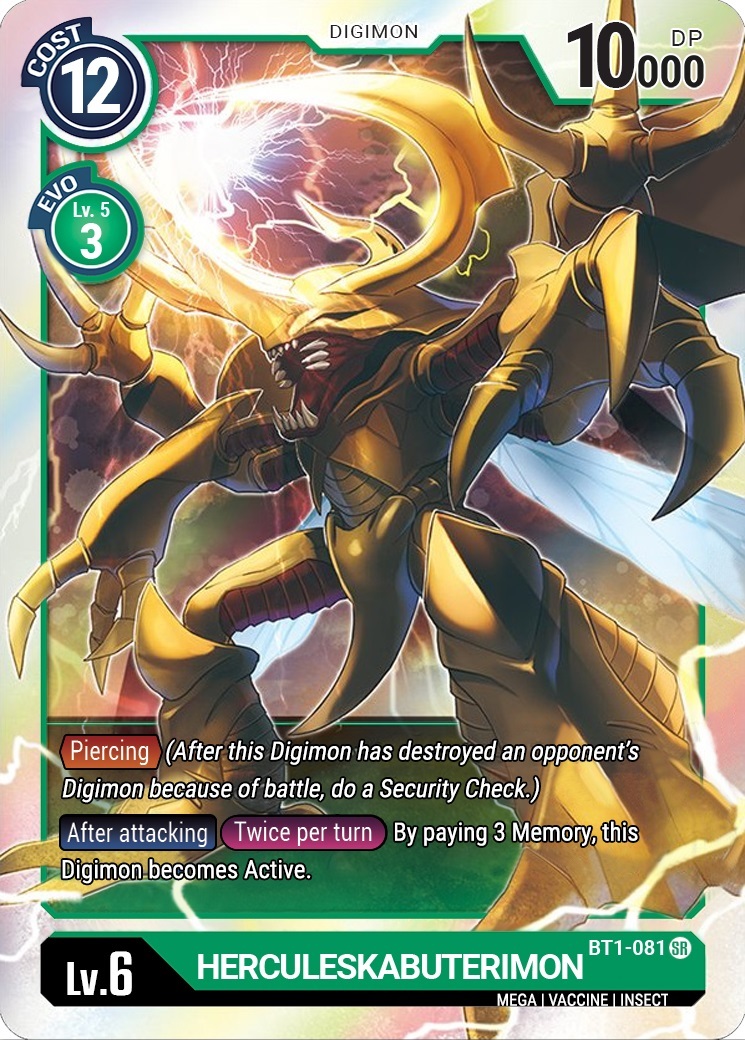 DIGIMON
COST
12
DP
10000
EVO
Lv. 5
3
Piercing (After this Digimon has destroyed an opponent's
Digimon because of battle, do a Security Check.)
After attacking Twice per turn By paying 3 Memory, this
Digimon becomes Active.
BT1-081 SR
Lv.6 HERCULESKABUTERIMON
MEGA | VACCINE | INSECT